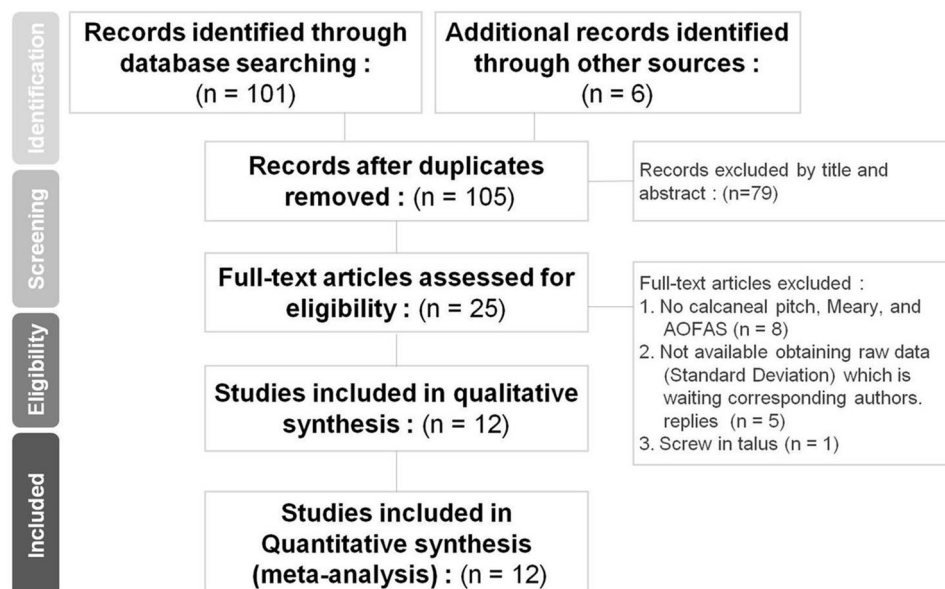 Identification
Records identified through
database searching :
(n = 101)
Additional records identified
through other sources :
(n = 6)
Screening
Records after duplicates
removed : (n = 105)
Records excluded by title and
abstract : (n=79)
Full-text articles assessed for
eligibility : (n = 25)
Full-text articles excluded :
1. No calcaneal pitch, Meary, and
AOFAS (n = 8)
2. Not available obtaining raw data
(Standard Deviation) which is
waiting corresponding authors.
replies (n = 5)
3. Screw in talus (n = 1)
Eligibility
Studies included in qualitative
synthesis : (n = 12)
Included
Studies included in
Quantitative synthesis
(meta-analysis) : (n = 12)